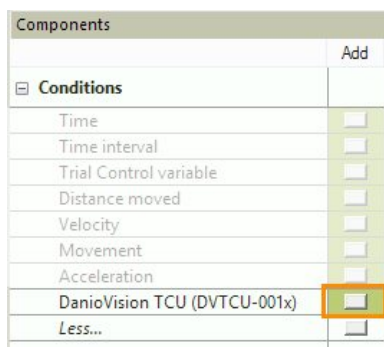 Components
Add
Conditions
Time
Time interval
Trial Control variable
Distance moved
Velocity
Movement
Acceleration
DanioVision TCU (DVTCU-001x)
Less...